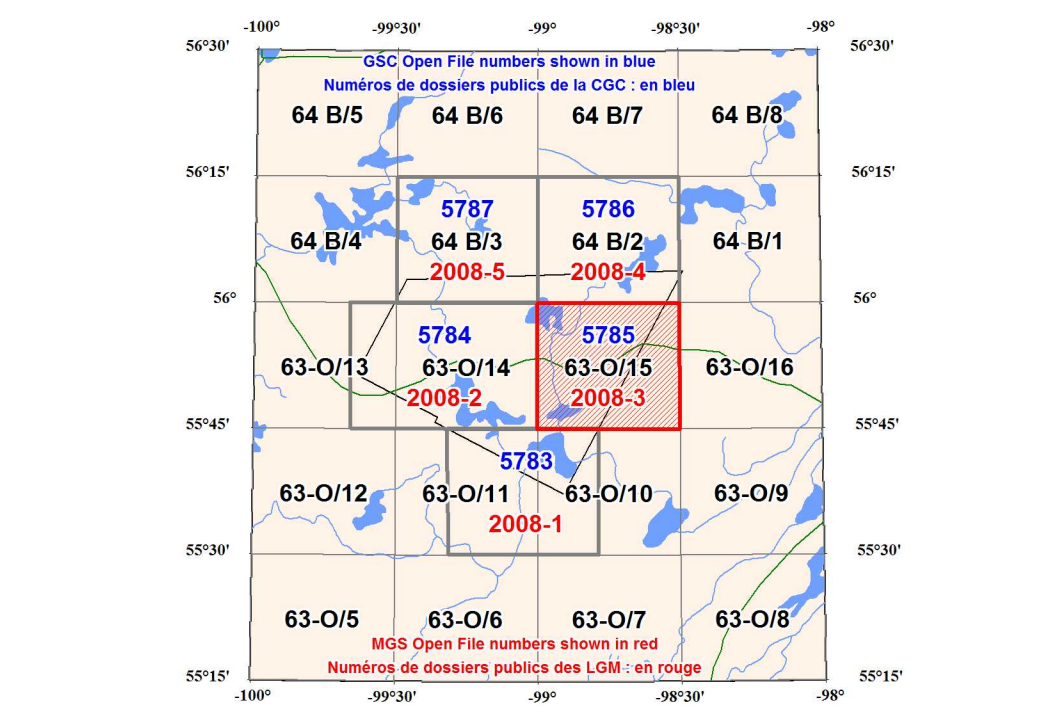 -100° -99°30' -99° -98°30' -98°
56°30' 56°30'
GSC Open File numbers shown in blue
Numéros de dossiers publics de la CGC : en bleu
64 B/5 64 B/6 64 B/7 64 B/8
56°15' 56°15'
5787 5786
64 B/4 64 B/3 64 B/2 64 B/1
2008-5 2008-4
56° 56°
5784 5785
63-O/13 63-O/14 63-O/15 63-O/16
2008-2 2008-3
55°45' 55°45'
5783
63-O/12 63-O/11 63-O/10 63-O/9
2008-1
55°30' 55°30'
63-O/5 63-O/6 63-O/7 63-O/8
MGS Open File numbers shown in red
Numéros de dossiers publics des LGM : en rouge
55°15' 55°15'
-100° -99°30' -99° -98°30' -98°